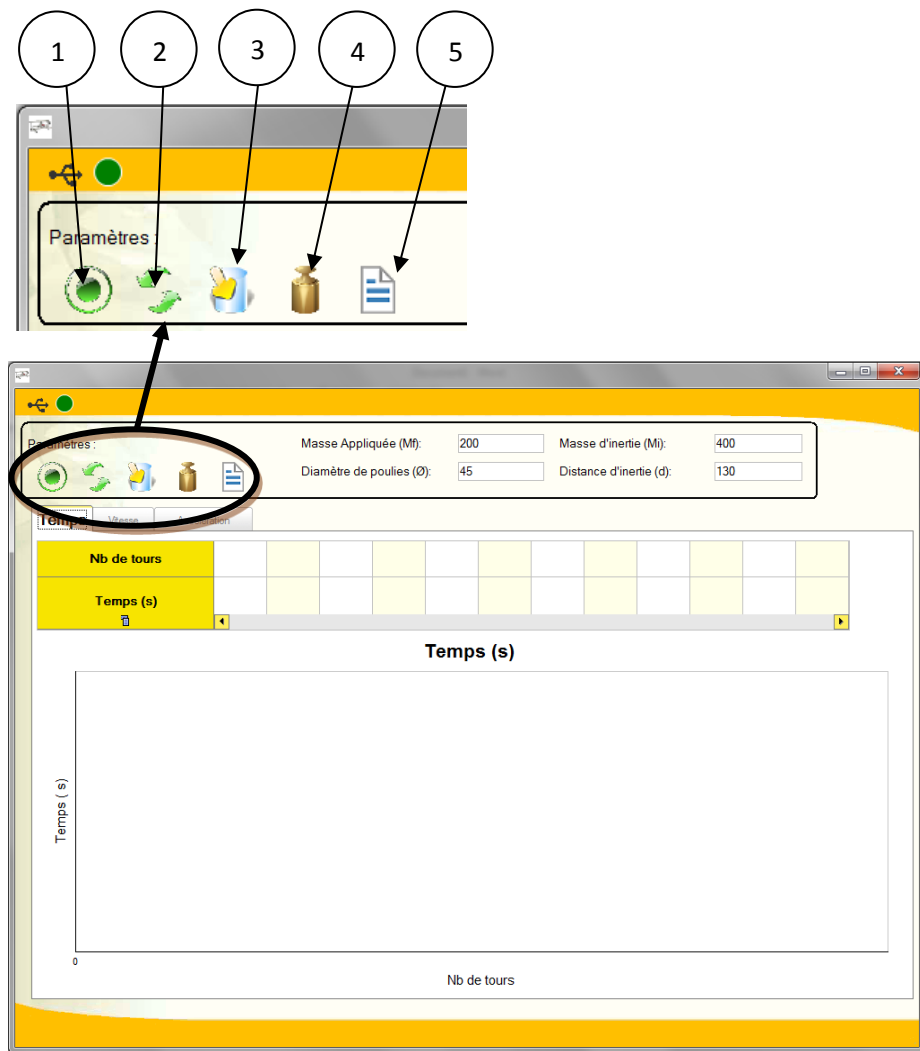 1 2 3 4 5
Paramètres :
Paramètres :
Masse Appliquée (Mf): 200 Masse d'inertie (Mi): 400
Diamètre de poulies (Ø): 45 Distance d'inertie (d): 130
Temps Vitesse
Nb de tours
Temps (s)
Temps (s)
Temps ( s)
0
Nb de tours